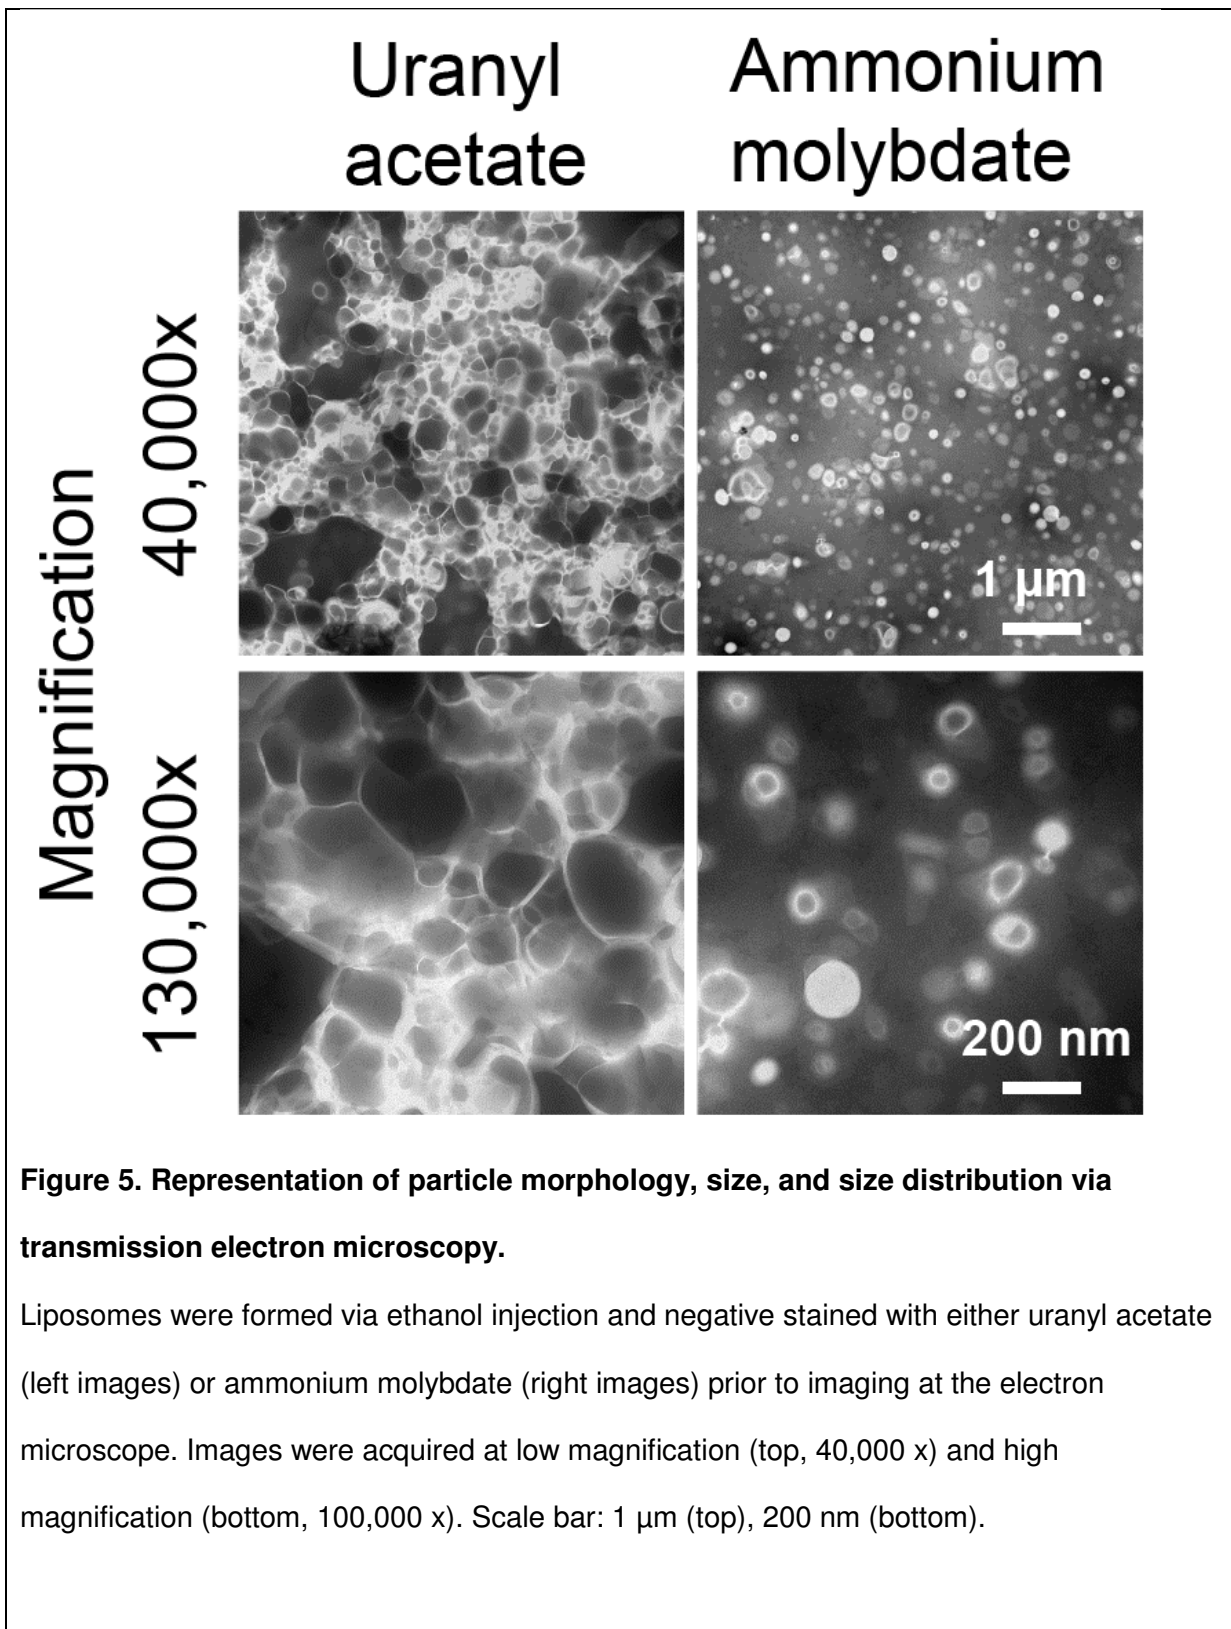 Uranyl
acetate
Ammonium
molybdate
Magnification
40,000x
130,000x
1 µm
200 nm
Figure 5. Representation of particle morphology, size, and size distribution via
transmission electron microscopy.
Liposomes were formed via ethanol injection and negative stained with either uranyl acetate
(left images) or ammonium molybdate (right images) prior to imaging at the electron
microscope. Images were acquired at low magnification (top, 40,000 x) and high
magnification (bottom, 100,000 x). Scale bar: 1 µm (top), 200 nm (bottom).